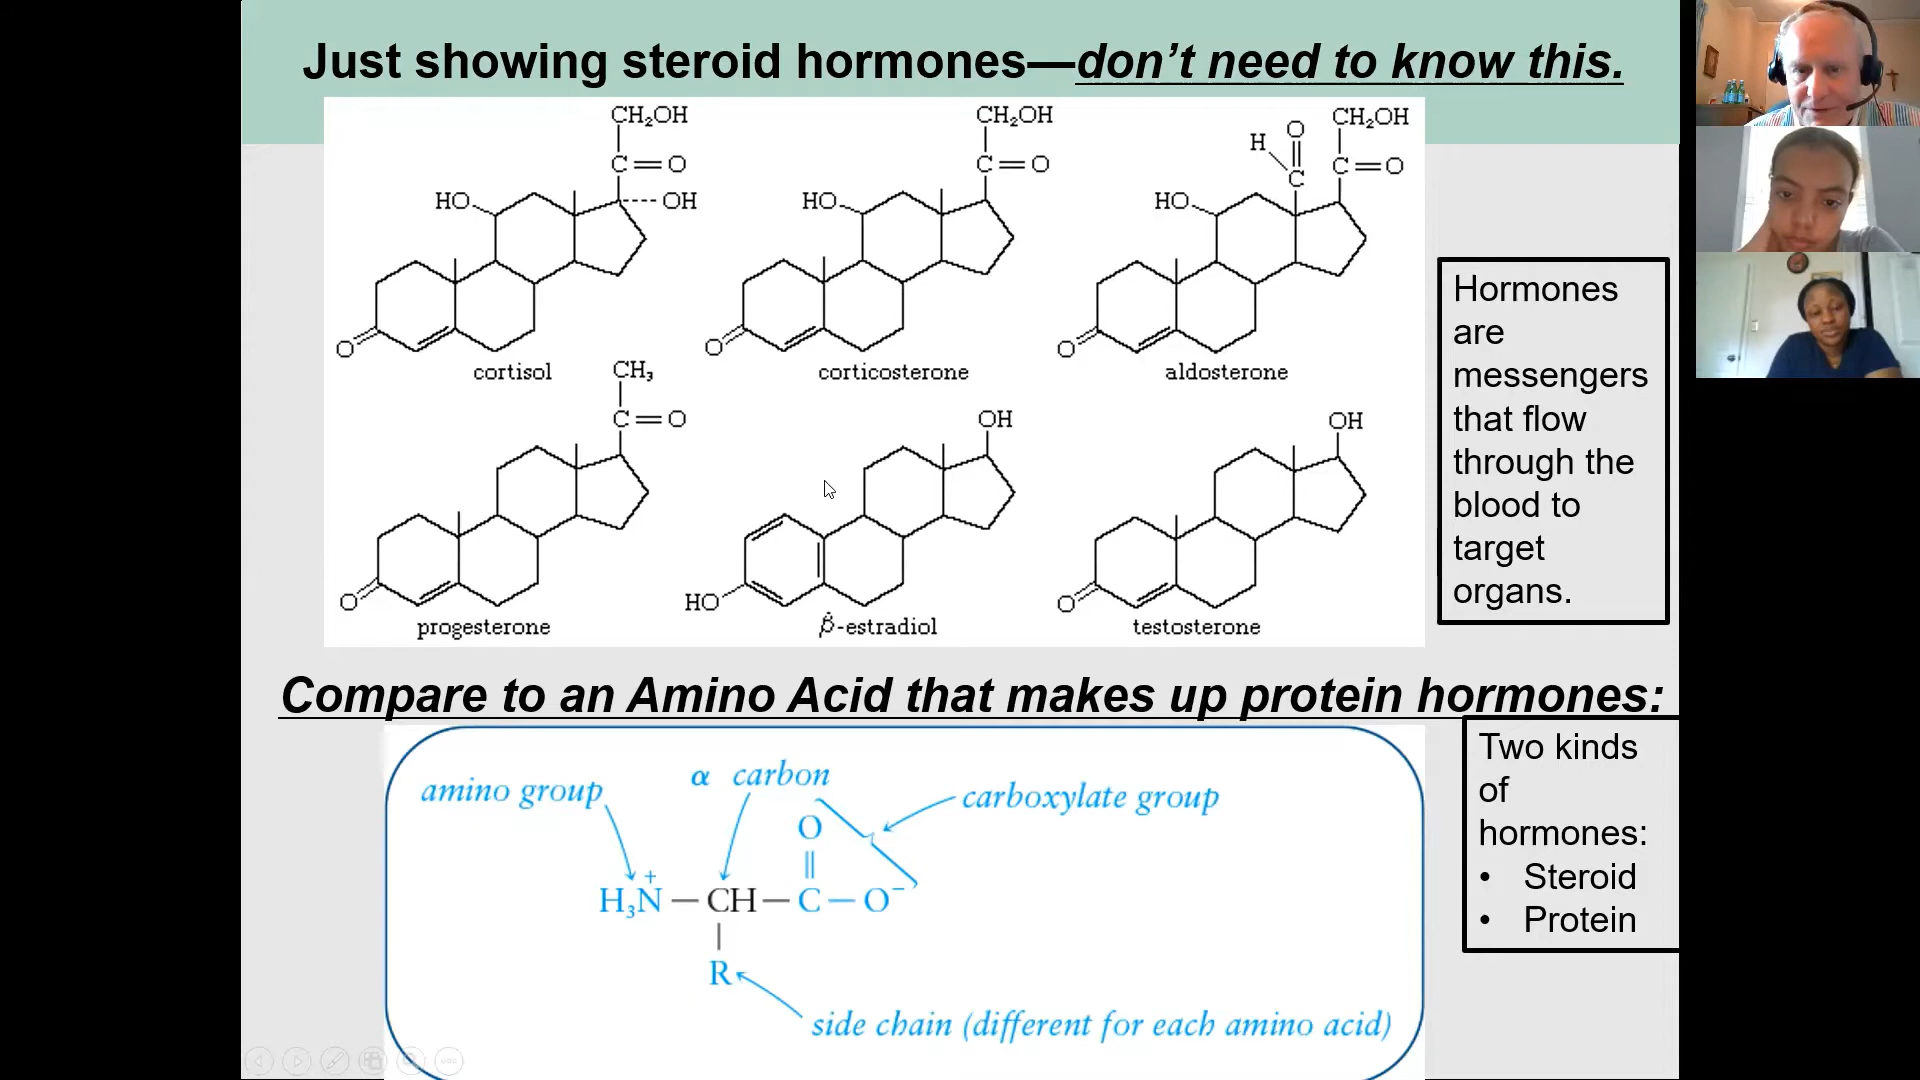 Just showing steroid hormones—don’t need to know this.
CH₂OH
C=O
HO
OH
O
cortisol
CH₂OH
C=O
HO
O
corticosterone
CH₂OH
O
H
C
C=O
HO
O
aldosterone
CH₃
C=O
O
progesterone
OH
HO
β-estradiol
OH
O
testosterone
Hormones
are
messengers
that flow
through the
blood to
target
organs.
Compare to an Amino Acid that makes up protein hormones:
amino group
α carbon
carboxylate group
O
H₃N⁺—CH—C—O⁻
R
side chain (different for each amino acid)
Two kinds
of
hormones:
• Steroid
• Protein